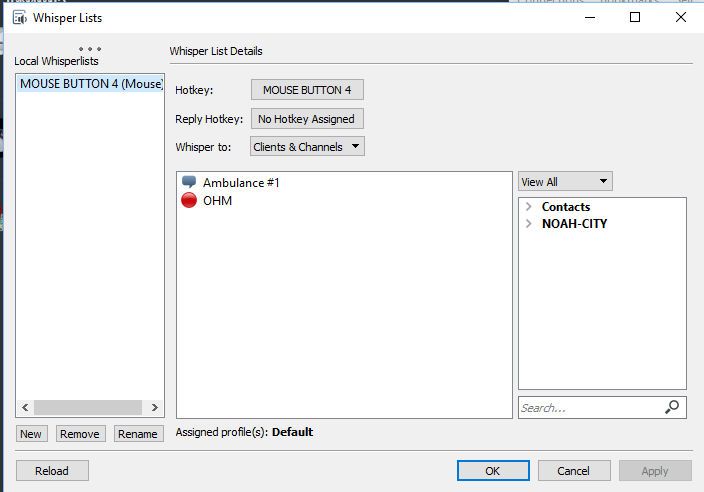 Whisper Lists
Local Whisperlists
MOUSE BUTTON 4 (Mouse)
New
Remove
Rename
Whisper List Details
Hotkey:
MOUSE BUTTON 4
Reply Hotkey:
No Hotkey Assigned
Whisper to:
Clients & Channels
Ambulance #1
OHM
View All
Contacts
NOAH-CITY
Search...
Assigned profile(s): Default
Reload
OK
Cancel
Apply